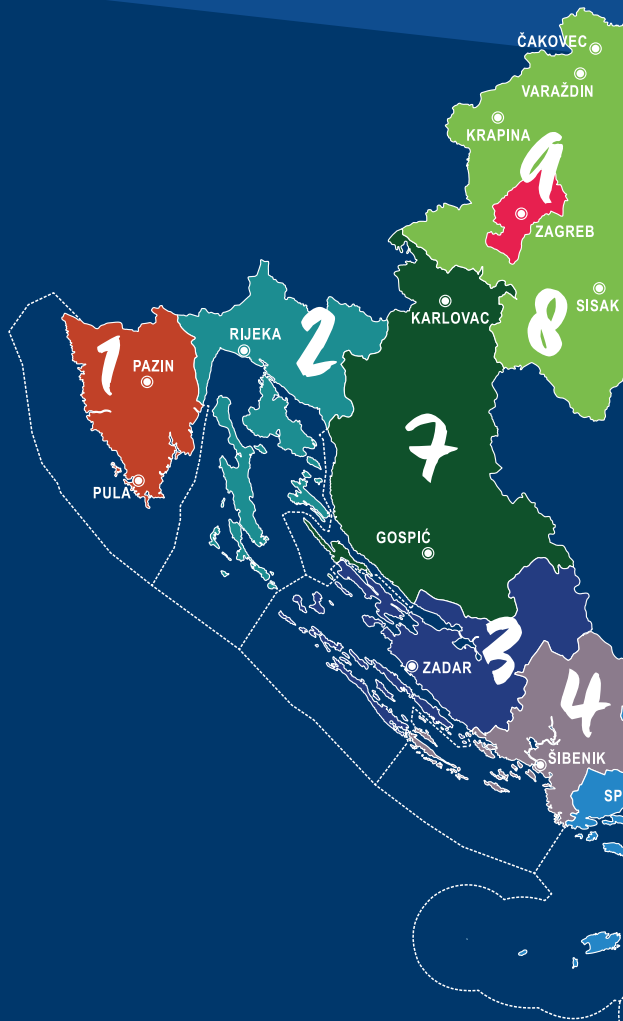 ČAKOVEC
VARAŽDIN
KRAPINA
9
ZAGREB
SISAK
8
KARLOVAC
2
RIJEKA
1
PAZIN
7
PULA
GOSPIĆ
3
ZADAR
4
ŠIBENIK
SP